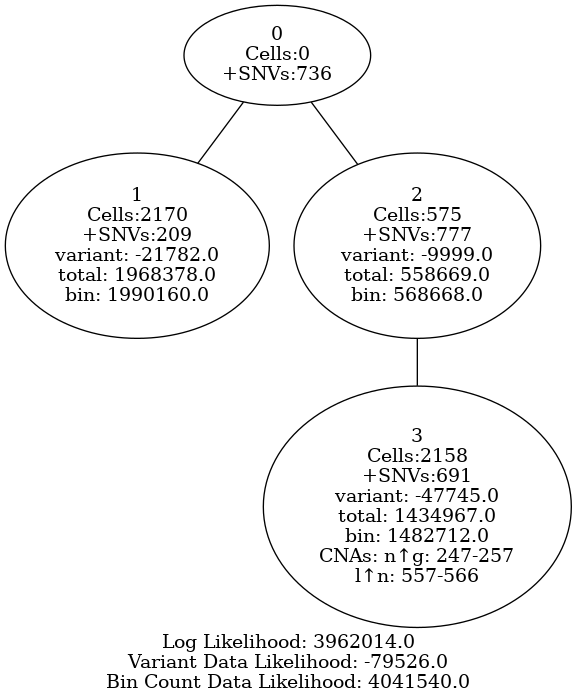 0
Cells:0
+SNVs:736
1
Cells:2170
+SNVs:209
variant: -21782.0
total: 1968378.0
bin: 1990160.0
2
Cells:575
+SNVs:777
variant: -9999.0
total: 558669.0
bin: 568668.0
3
Cells:2158
+SNVs:691
variant: -47745.0
total: 1434967.0
bin: 1482712.0
CNAs: n↑g: 247-257
l↑n: 557-566
Log Likelihood: 3962014.0
Variant Data Likelihood: -79526.0
Bin Count Data Likelihood: 4041540.0